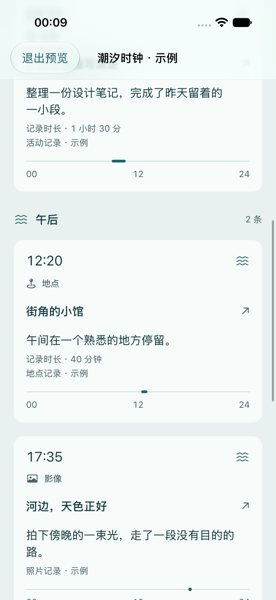 00:09
退出预览
潮汐时钟 · 示例
整理一份设计笔记，完成了昨天留着的
一小段。
记录时长 · 1 小时 30 分
活动记录 · 示例
00 12 24
午后 2 条
12:20
地点
街角的小馆
午间在一个熟悉的地方停留。
记录时长 · 40 分钟
地点记录 · 示例
00 12 24
17:35
影像
河边，天色正好
拍下傍晚的一束光，走了一段没有目的的
路。
照片记录 · 示例